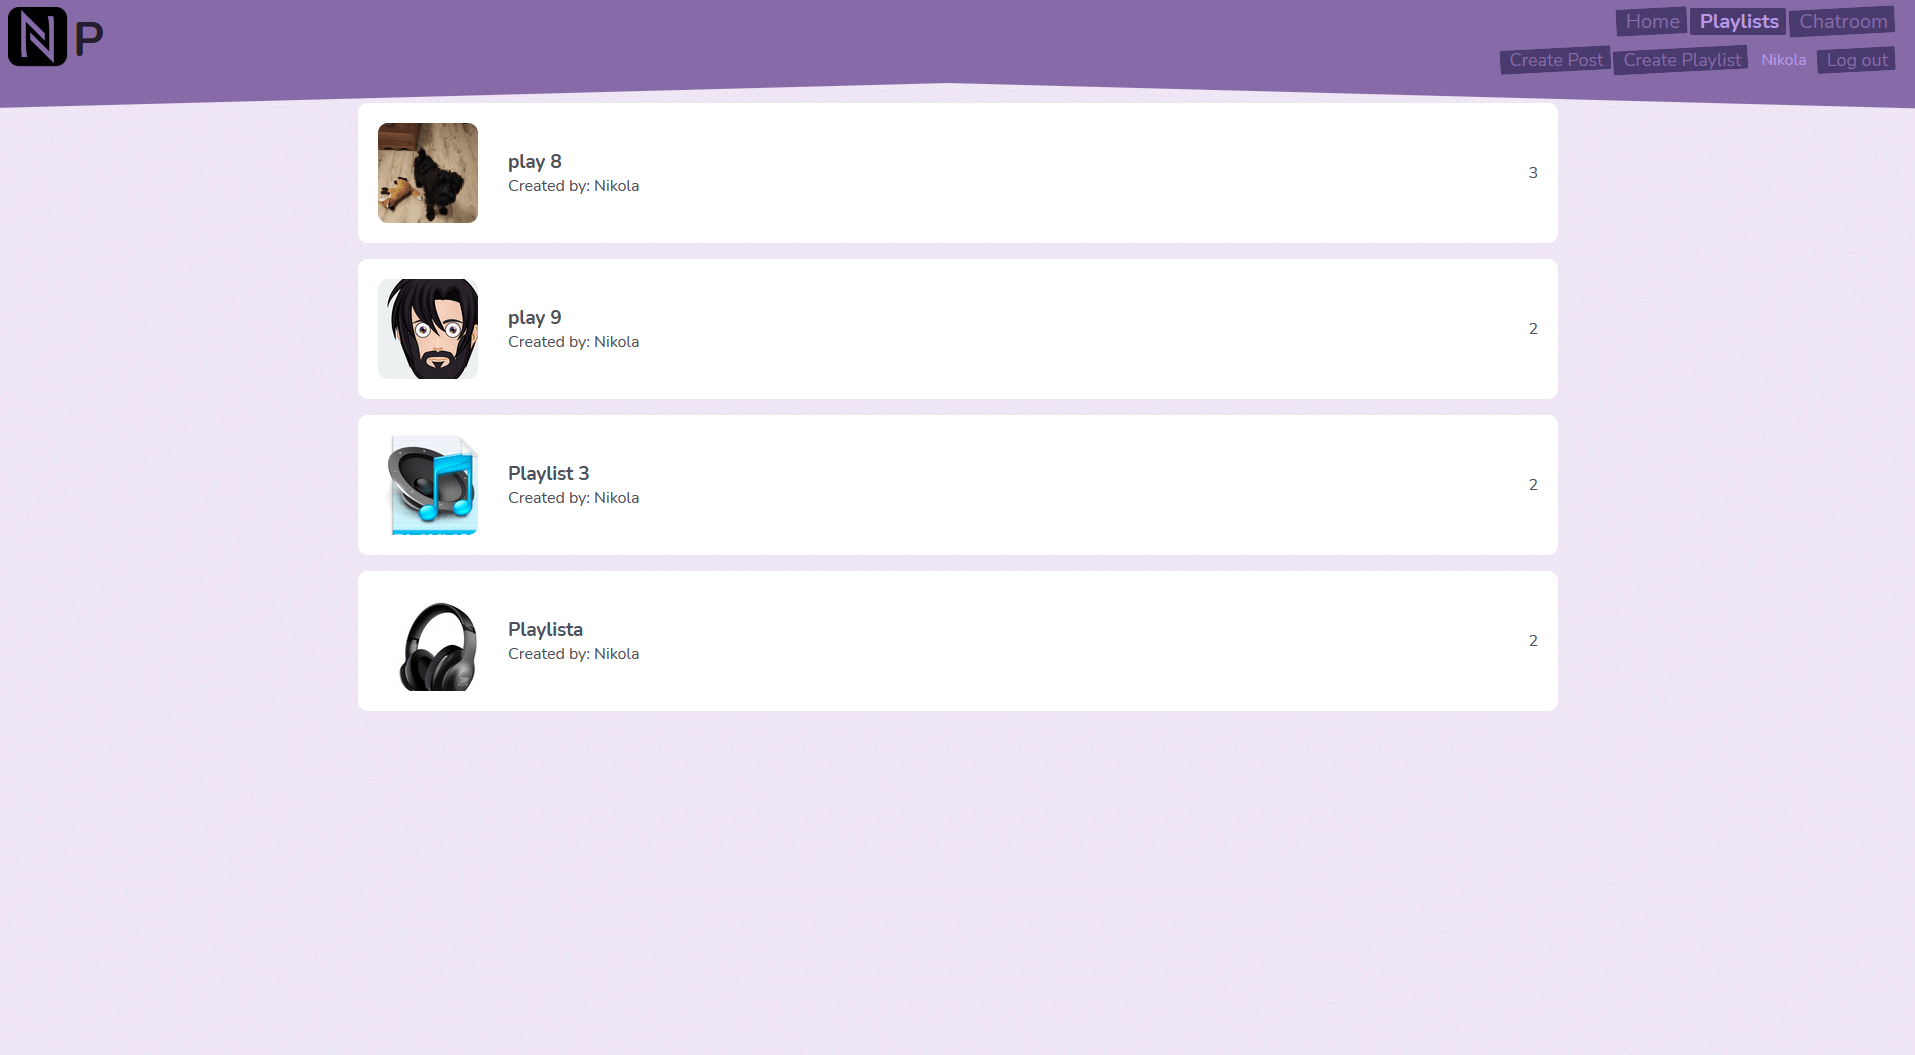 N P
Home Playlists Chatroom
Create Post Create Playlist Nikola Log out
play 8
Created by: Nikola
3
play 9
Created by: Nikola
2
Playlist 3
Created by: Nikola
2
Playlista
Created by: Nikola
2